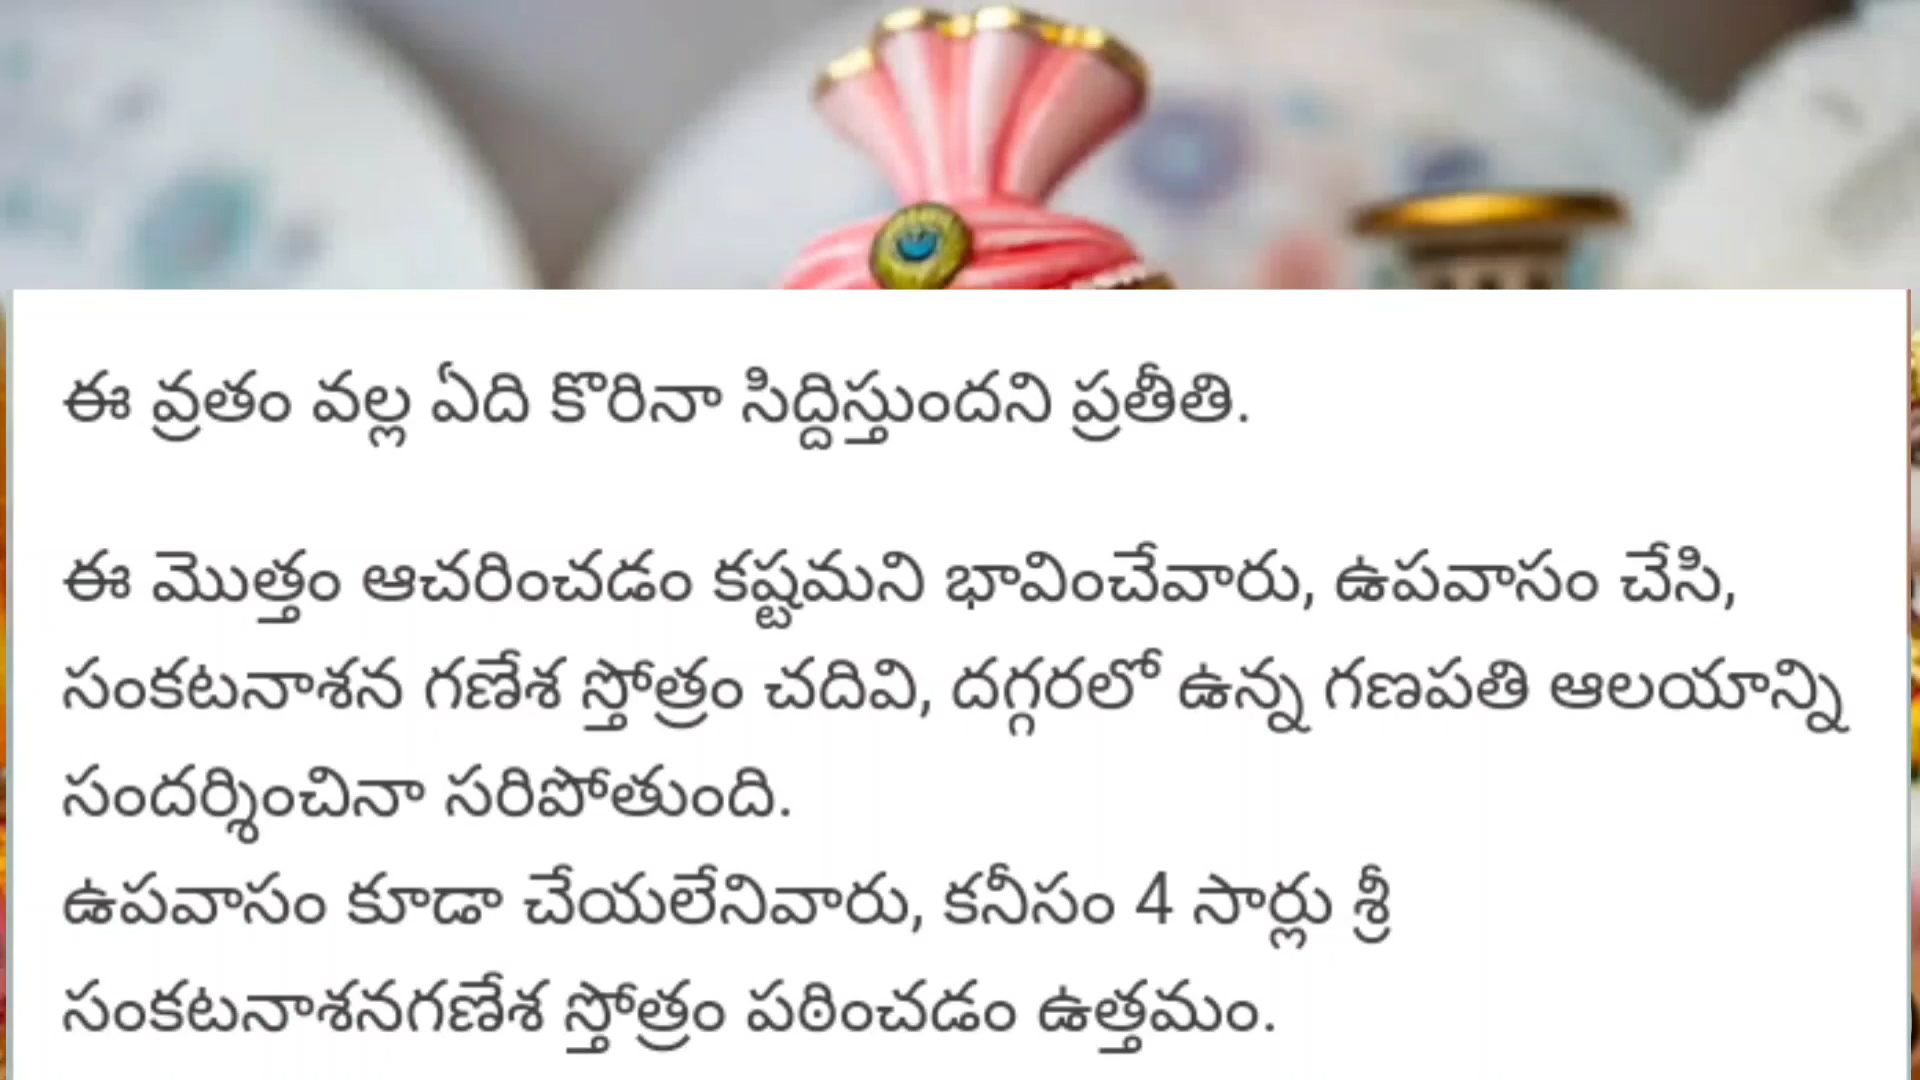 ఈ వ్రతం వల్ల ఏది కొరినా సిద్దిస్తుందని ప్రతీతి.
ఈ మొత్తం ఆచరించడం కష్టమని భావించేవారు, ఉపవాసం చేసి,
సంకటనాశన గణేశ స్తోత్రం చదివి, దగ్గరలో ఉన్న గణపతి ఆలయాన్ని
సందర్శించినా సరిపోతుంది.
ఉపవాసం కూడా చేయలేనివారు, కనీసం 4 సార్లు శ్రీ
సంకటనాశనగణేశ స్తోత్రం పఠించడం ఉత్తమం.